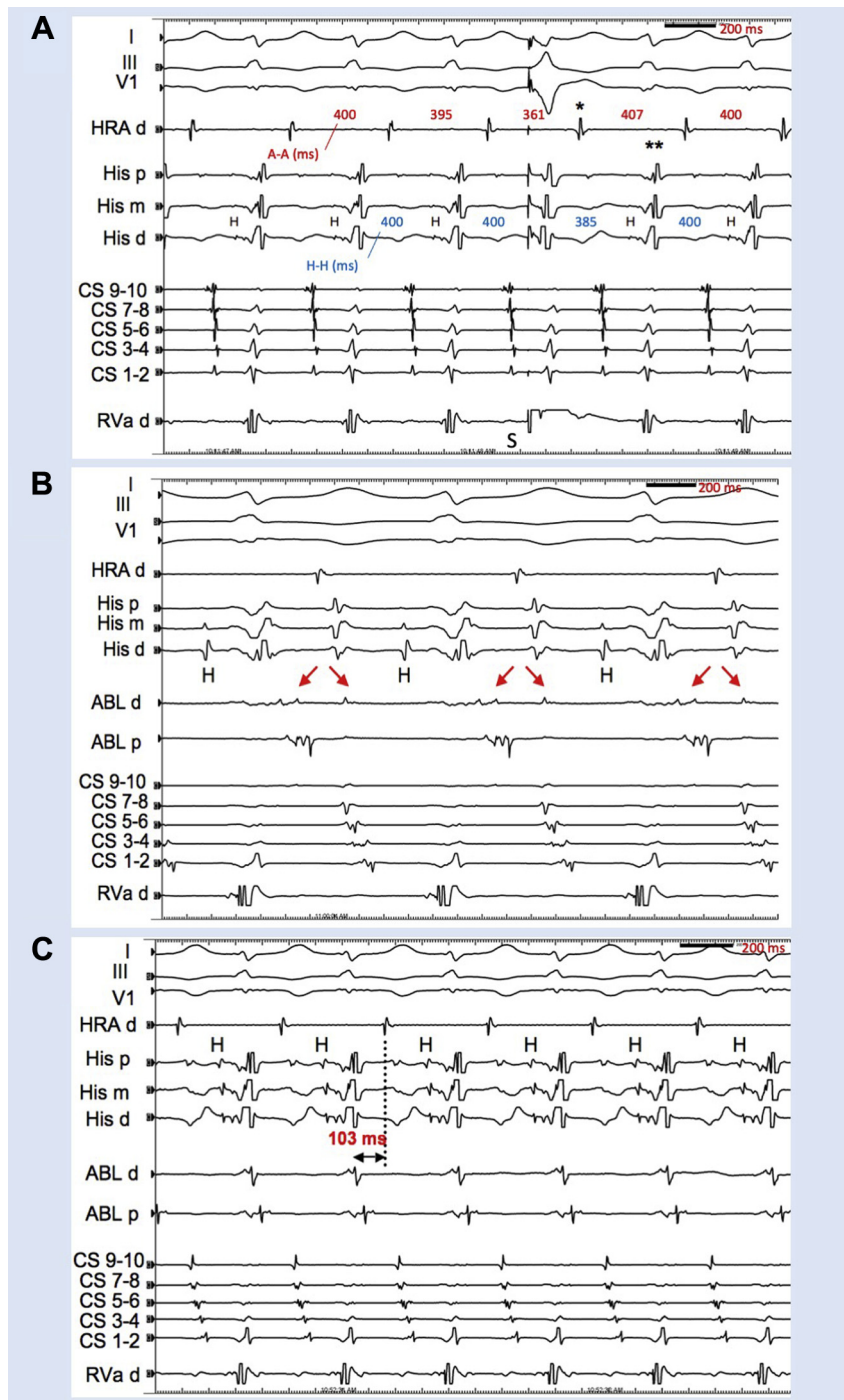 A
I
200 ms
III
V1
*
400
395
361
407
400
HRA d
**
A-A (ms)
His p
His m
H
H
400
H
400
385
H
400
H
His d
H-H (ms)
CS 9-10
CS 7-8
CS 5-6
CS 3-4
CS 1-2
RVa d
S
B
I
200 ms
III
V1
HRA d
His p
His m
His d
H
H
H
ABL d
ABL p
CS 9-10
CS 7-8
CS 5-6
CS 3-4
CS 1-2
RVa d
C
I
200 ms
III
V1
HRA d
H
H
H
H
H
H
His p
His m
His d
103 ms
ABL d
ABL p
CS 9-10
CS 7-8
CS 5-6
CS 3-4
CS 1-2
RVa d